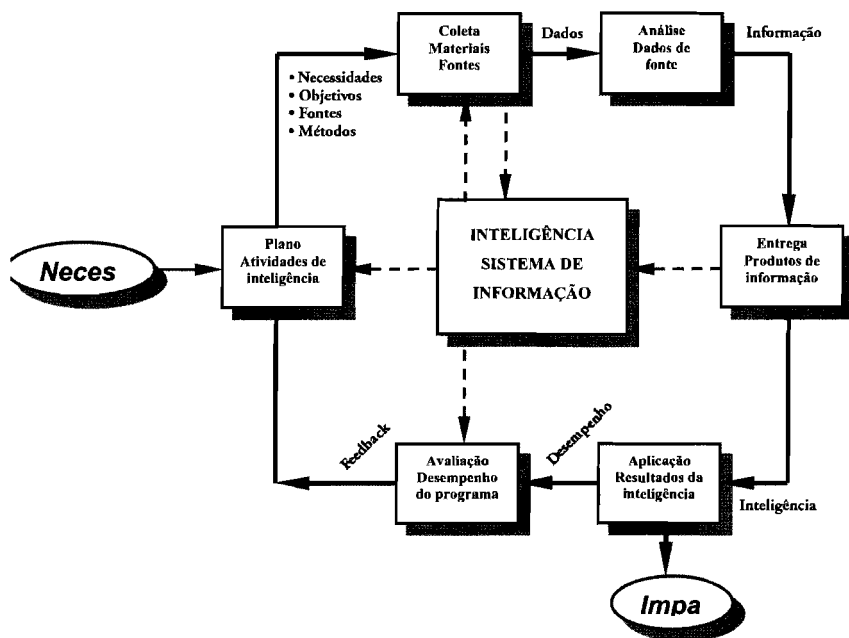 Coleta
Materiais
Fontes
Dados
Análise
Dados de
fonte
Informação
• Necessidades
• Objetivos
• Fontes
• Métodos
INTELIGÊNCIA
SISTEMA DE
INFORMAÇÃO
Neces
Plano
Atividades de
inteligência
Entrega
Produtos de
informação
Feedback
Avaliação
Desempenho
do programa
Desempenho
Aplicação
Resultados da
inteligência
Inteligência
Impa